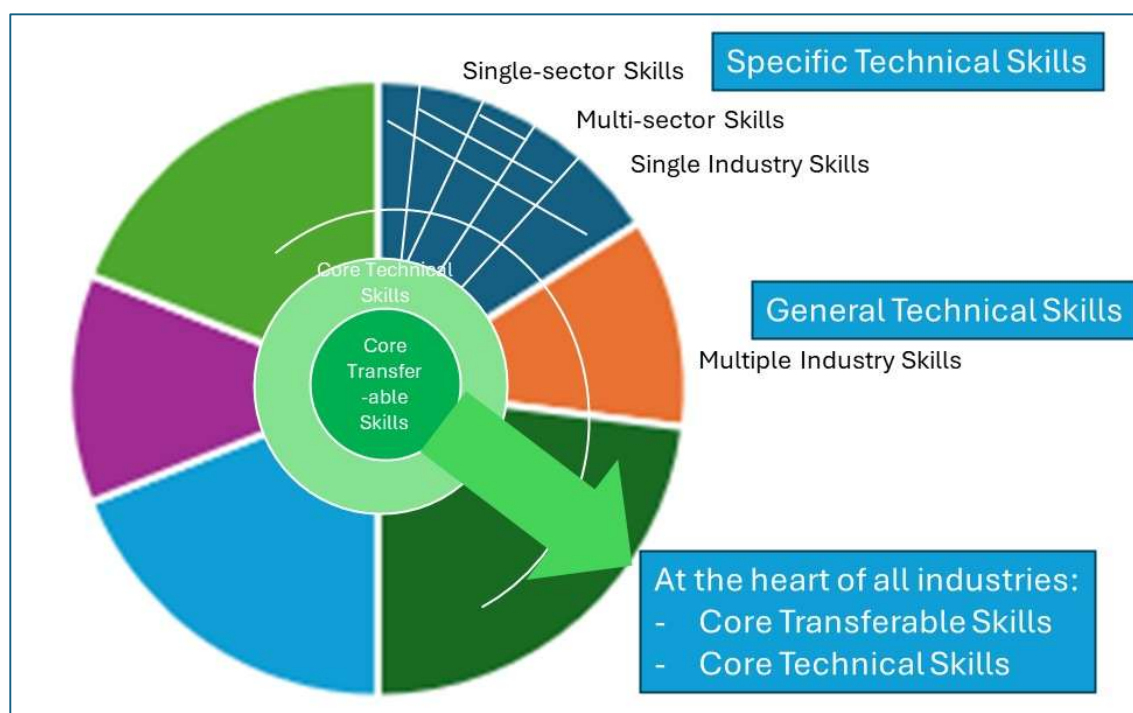 Single-sector Skills
Specific Technical Skills
Multi-sector Skills
Single Industry Skills
Core Technical
Skills
Core
Transfer
-able
Skills
General Technical Skills
Multiple Industry Skills
At the heart of all industries:
- Core Transferable Skills
- Core Technical Skills